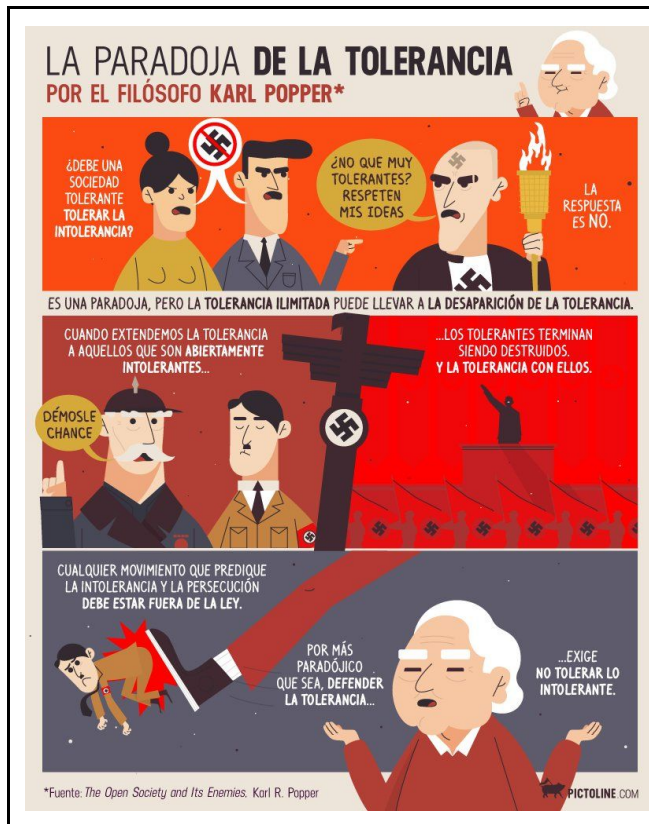 LA PARADOJA DE LA TOLERANCIA
POR EL FILÓSOFO KARL POPPER*
¿DEBE UNA
SOCIEDAD
TOLERANTE
TOLERAR LA
INTOLERANCIA?
¿NO QUE MUY
TOLERANTES?
RESPETEN
MIS IDEAS
LA
RESPUESTA
ES NO.
ES UNA PARADOJA, PERO LA TOLERANCIA ILIMITADA PUEDE LLEVAR A LA DESAPARICIÓN DE LA TOLERANCIA.
CUANDO EXTENDEMOS LA TOLERANCIA
A AQUELLOS QUE SON ABIERTAMENTE
INTOLERANTES...
DÉMOSLE
CHANCE
...LOS TOLERANTES TERMINAN
SIENDO DESTRUIDOS.
Y LA TOLERANCIA CON ELLOS.
CUALQUIER MOVIMIENTO QUE PREDIQUE
LA INTOLERANCIA Y LA PERSECUCIÓN
DEBE ESTAR FUERA DE LA LEY.
POR MÁS
PARADÓJICO
QUE SEA, DEFENDER
LA TOLERANCIA...
...EXIGE
NO TOLERAR LO
INTOLERANTE.
*Fuente: The Open Society and Its Enemies. Karl R. Popper
PICTOLINE.COM